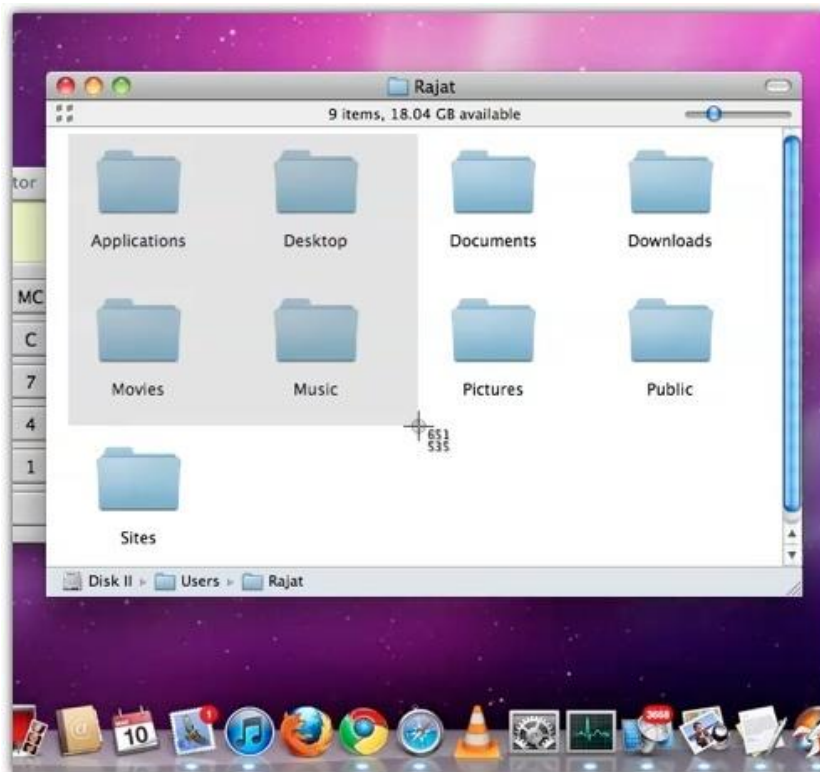 Rajat
9 items, 18.04 GB available
tor
Applications Desktop Documents Downloads
MC
C
Movies Music Pictures Public
7
4
651
535
1
Sites
Disk II Users Rajat
10
1
3668